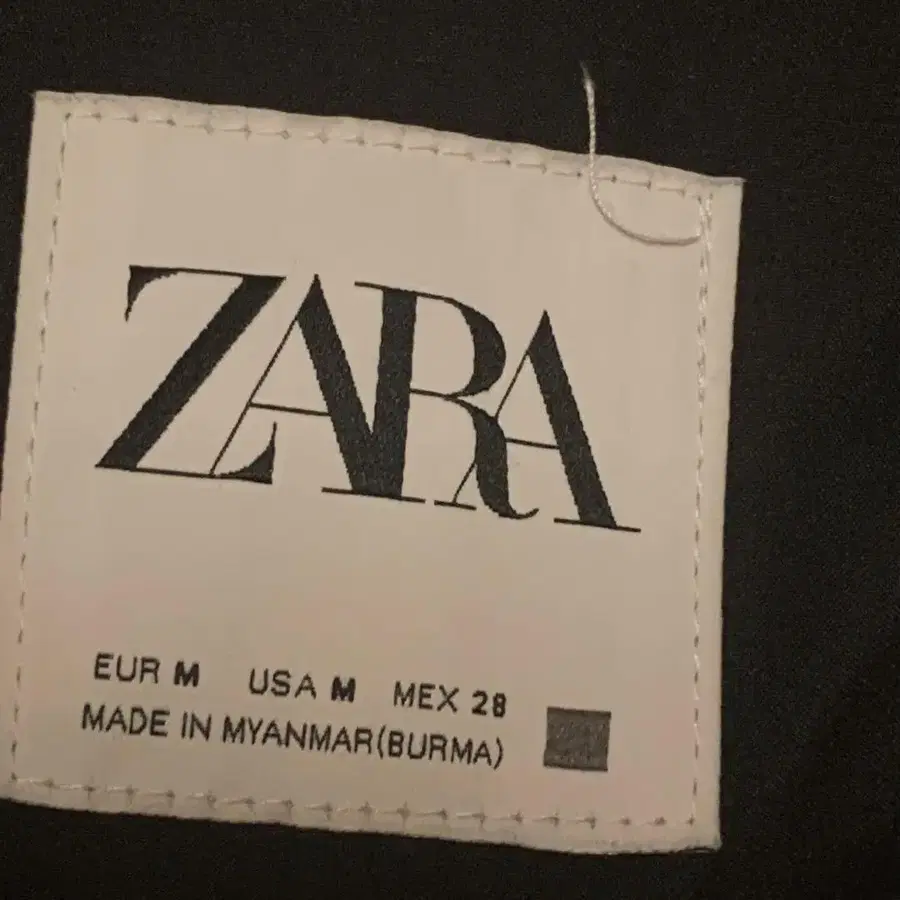 ZARA
EUR M USA M MEX 28
MADE IN MYANMAR(BURMA)